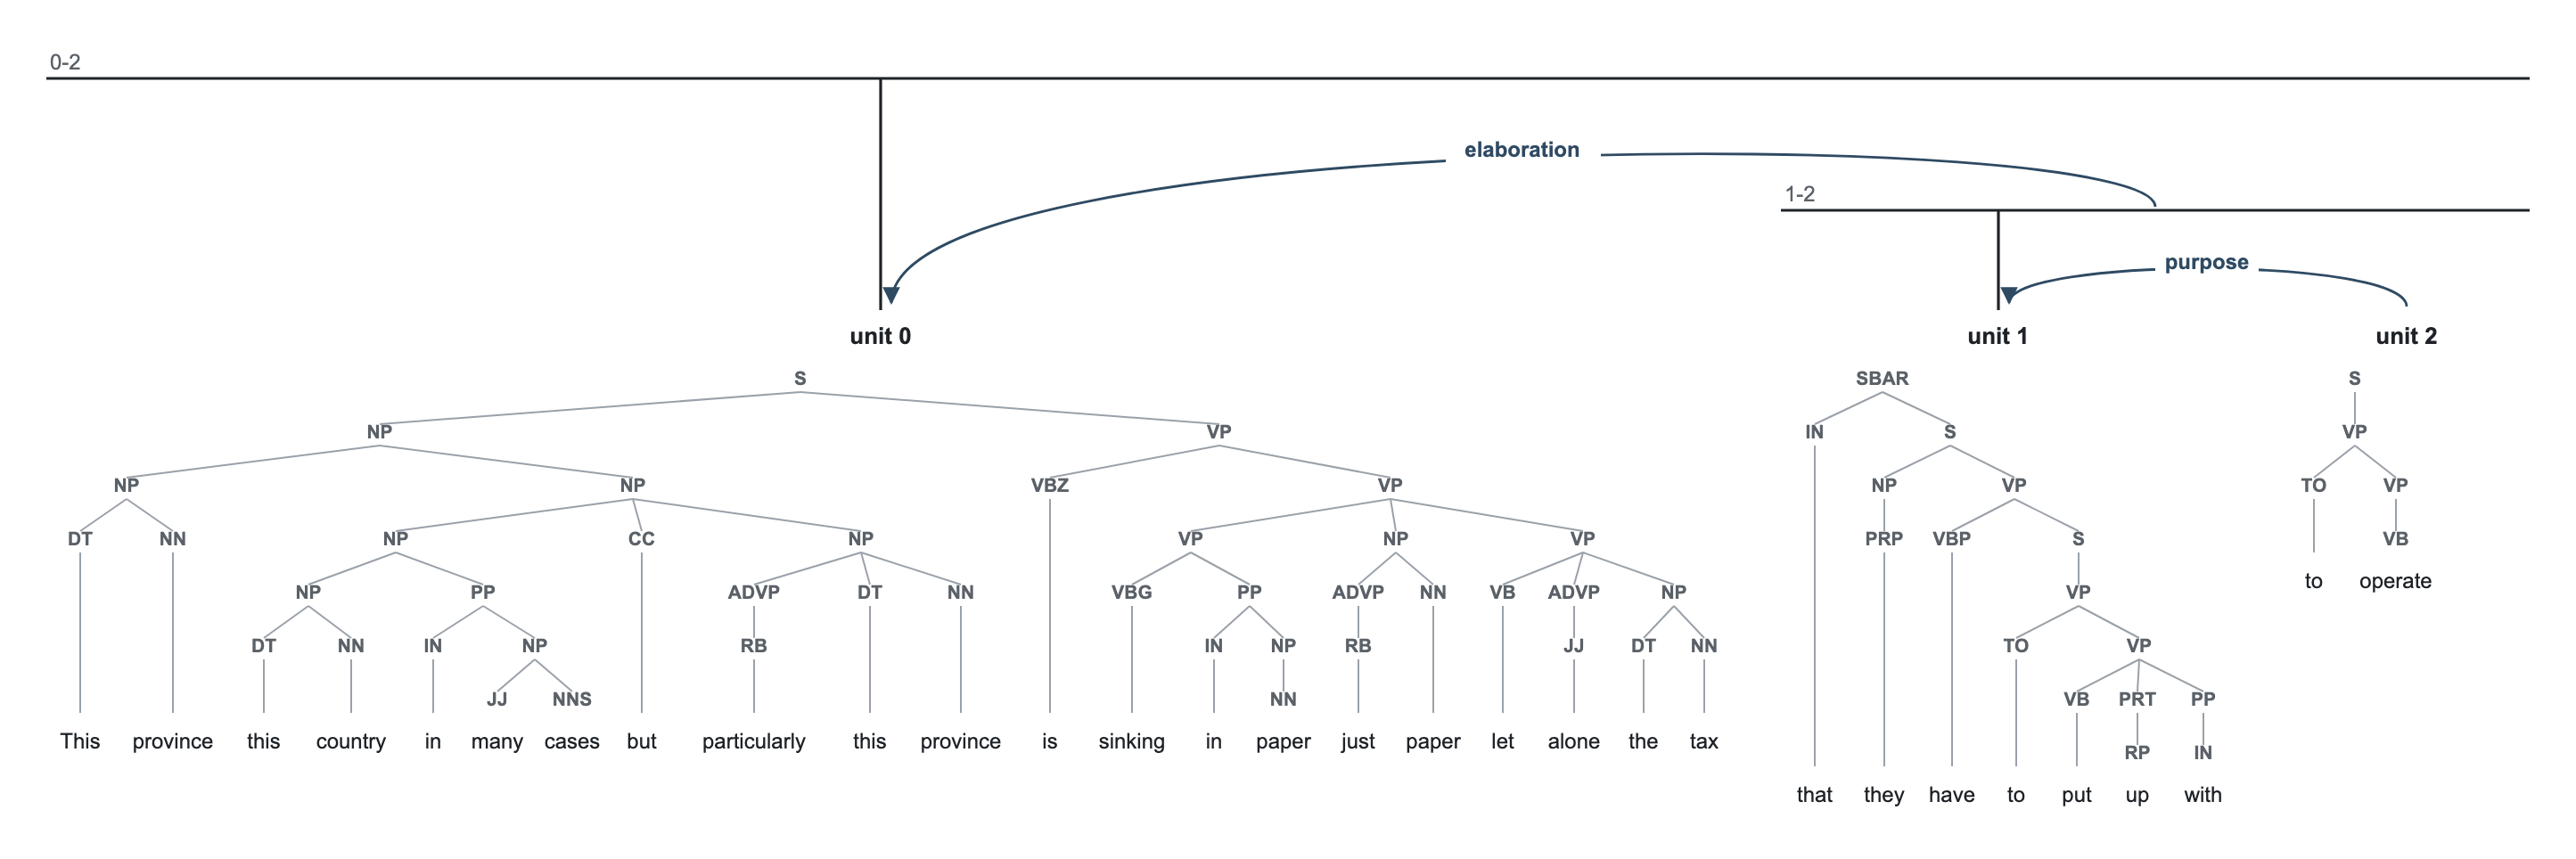 0-2
elaboration
1-2
purpose
unit 0 unit 1 unit 2
S SBAR S
NP VP IN S VP
NP NP VBZ VP NP VP TO VP
DT NN NP CC NP VP NP VP PRP VBP S VB
NP PP ADVP DT NN VBG PP ADVP NN VB ADVP NP VP to operate
DT NN IN NP RB IN NP RB JJ DT NN TO VP
JJ NNS NN VB PRT PP
This province this country in many cases but particularly this province is sinking in paper just paper let alone the tax RP IN
that they have to put up with